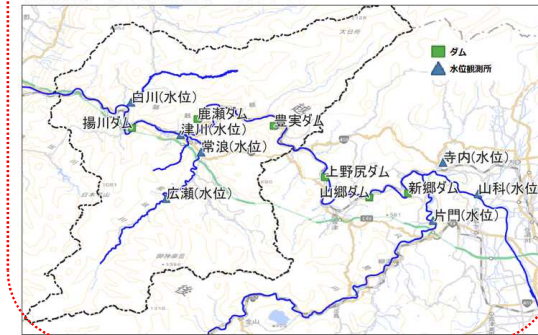 ダム
水位観測所
白川(水位)
鹿瀬ダム
豊実ダム
揚川ダム
津川(水位)
常浪(水位)
寺内(水位)
上野尻ダム
広瀬(水位)
山郷ダム
新郷ダム
山科(水位)
片門(水位)